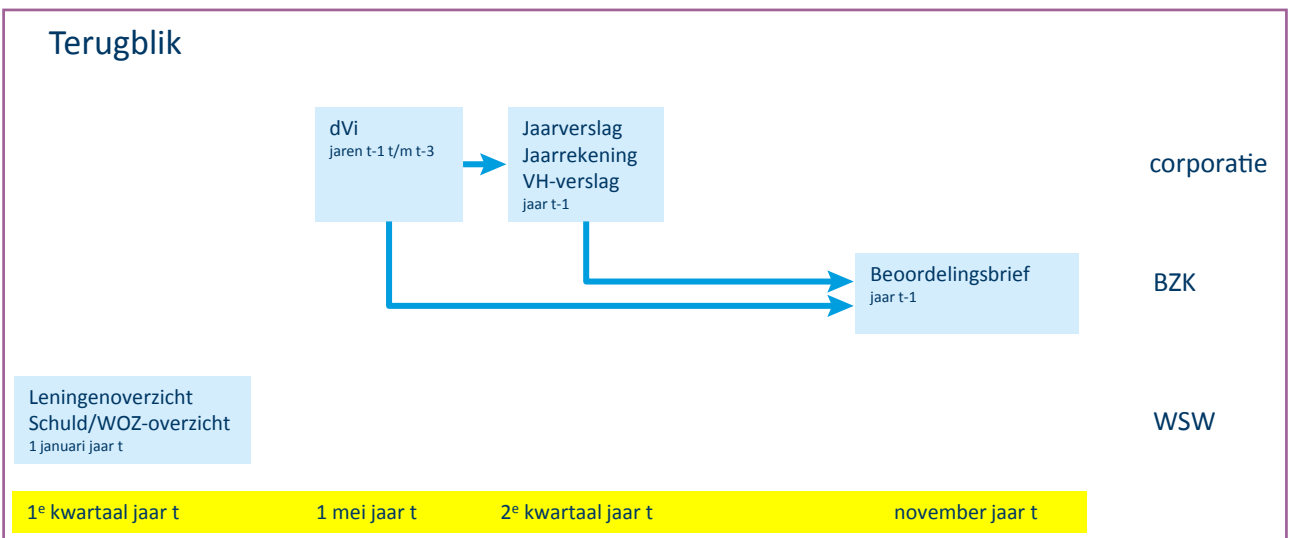 Terugblik
dVi
jaren t-1 t/m t-3
Jaarverslag
Jaarrekening
VH-verslag
jaar t-1
corporatie
Beoordelingsbrief
jaar t-1
BZK
Leningenoverzicht
Schuld/WOZ-overzicht
1 januari jaar t
WSW
1e kwartaal jaar t
1 mei jaar t
2e kwartaal jaar t
november jaar t